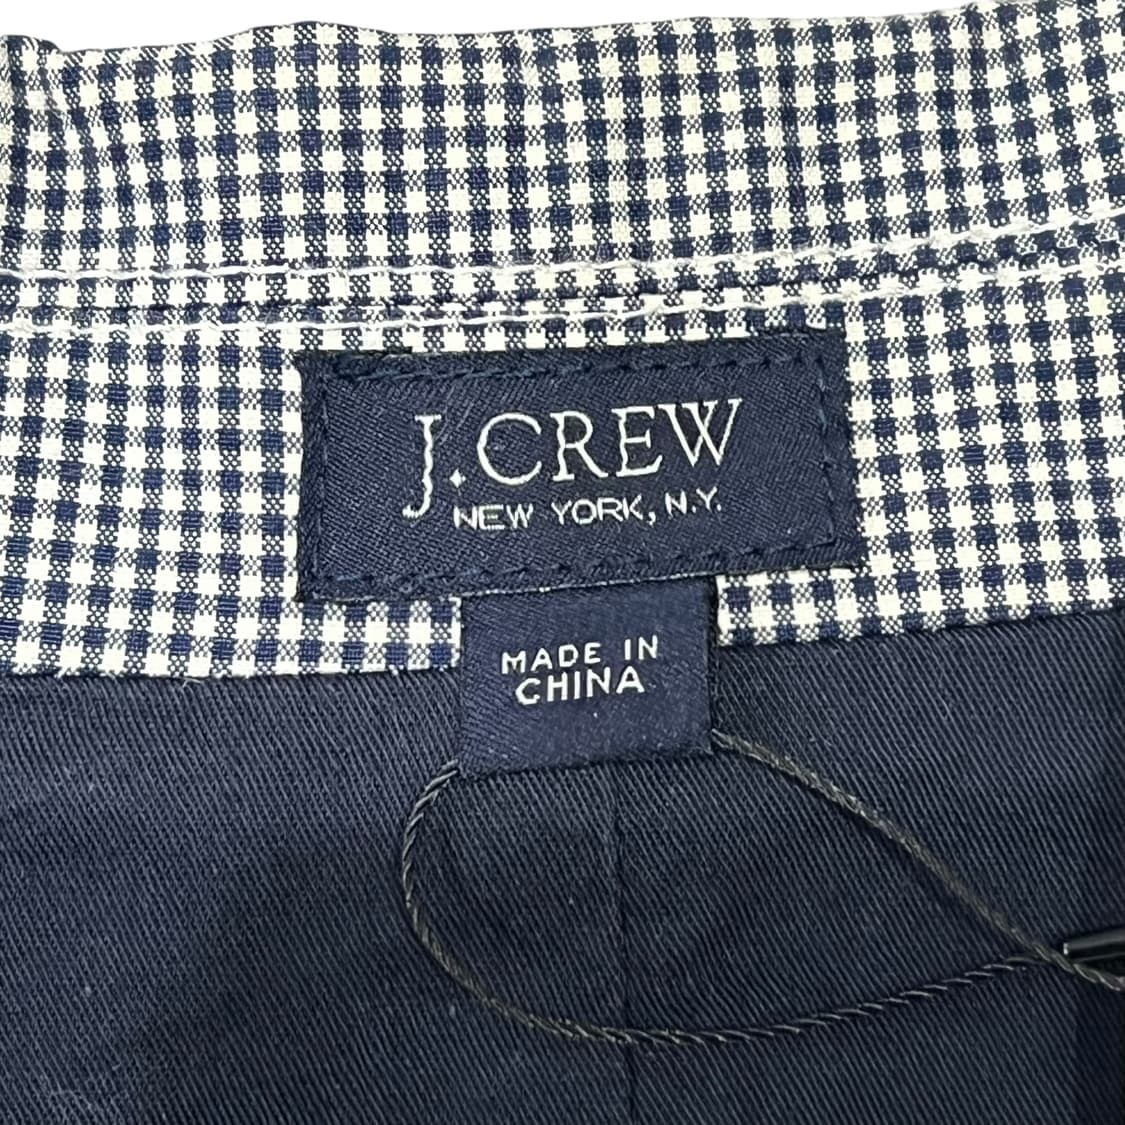 J.CREW
NEW YORK, N.Y.
MADE IN
CHINA